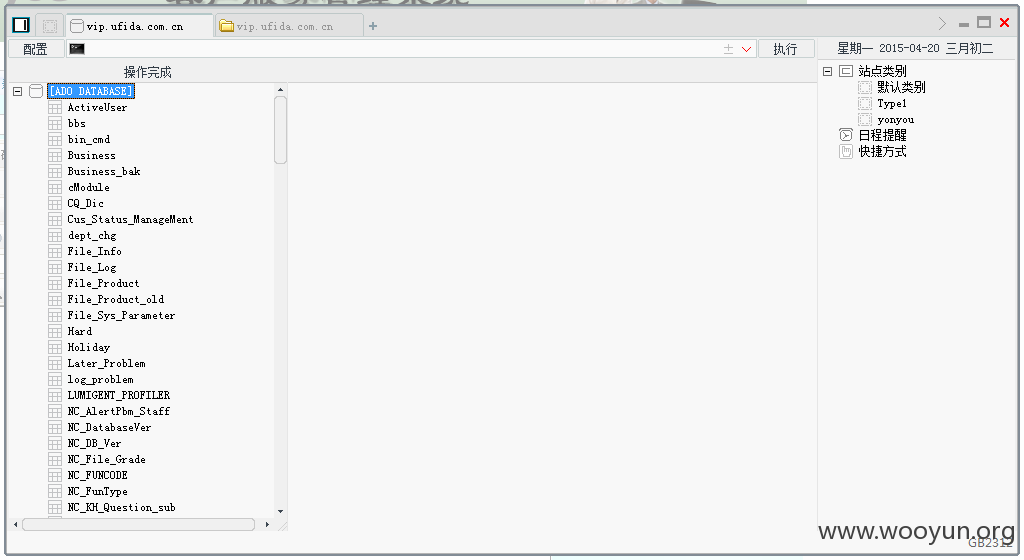 vip.ufida.com.cn
vip.ufida.com.cn
配置
执行
星期一 2015-04-20 三月初二
操作完成
[ADO DATABASE]
ActiveUser
bbs
bin_cmd
Business
Business_bak
cModule
CQ_Dic
Cus_Status_ManageMent
dept_chg
File_Info
File_Log
File_Product
File_Product_old
File_Sys_Parameter
Hard
Holiday
Later_Problem
log_problem
LUMIGENT_PROFILER
NC_AlertPbm_Staff
NC_DatabaseVer
NC_DB_Ver
NC_File_Grade
NC_FUNCODE
NC_FunType
NC_KH_Question_sub
站点类别
默认类别
Type1
yonyou
日程提醒
快捷方式
www.wooyun.org
GB2312